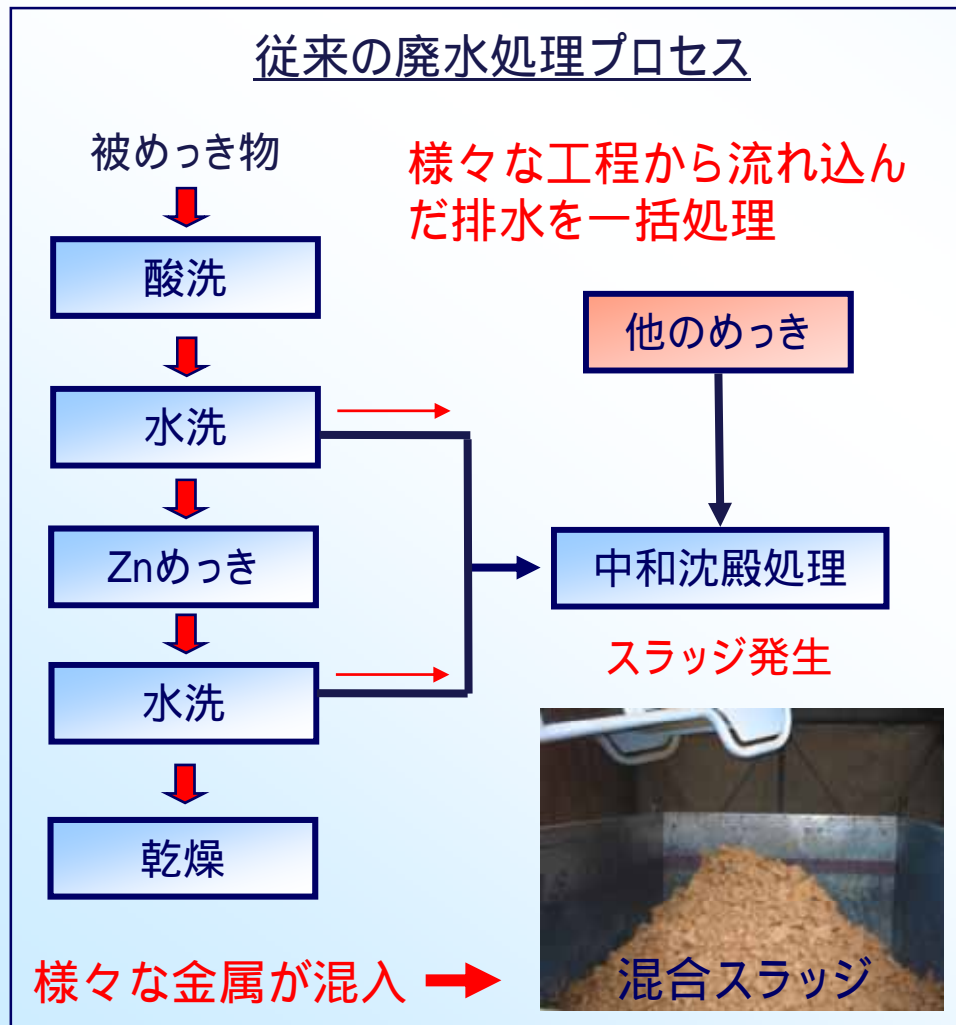 従来の廃水処理プロセス
被めっき物
様々な工程から流れ込ん
だ排水を一括処理
酸洗
他のめっき
水洗
Znめっき
中和沈殿処理
スラッジ発生
水洗
乾燥
様々な金属が混入
混合スラッジ